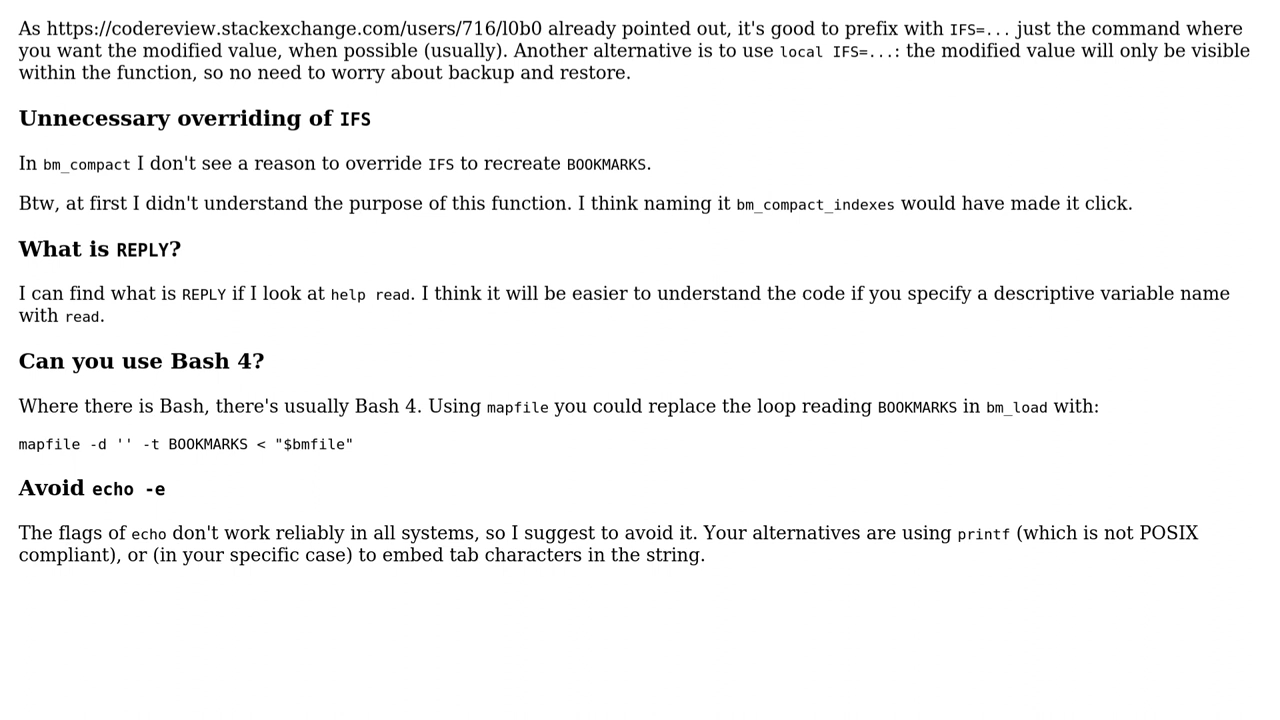 As https://codereview.stackexchange.com/users/716/l0b0 already pointed out, it's good to prefix with IFS=... just the command where
you want the modified value, when possible (usually). Another alternative is to use local IFS=...: the modified value will only be visible
within the function, so no need to worry about backup and restore.
Unnecessary overriding of IFS
In bm_compact I don't see a reason to override IFS to recreate BOOKMARKS.
Btw, at first I didn't understand the purpose of this function. I think naming it bm_compact_indexes would have made it click.
What is REPLY?
I can find what is REPLY if I look at help read. I think it will be easier to understand the code if you specify a descriptive variable name
with read.
Can you use Bash 4?
Where there is Bash, there's usually Bash 4. Using mapfile you could replace the loop reading BOOKMARKS in bm_load with:
mapfile -d '' -t BOOKMARKS < "$bmfile"
Avoid echo -e
The flags of echo don't work reliably in all systems, so I suggest to avoid it. Your alternatives are using printf (which is not POSIX
compliant), or (in your specific case) to embed tab characters in the string.